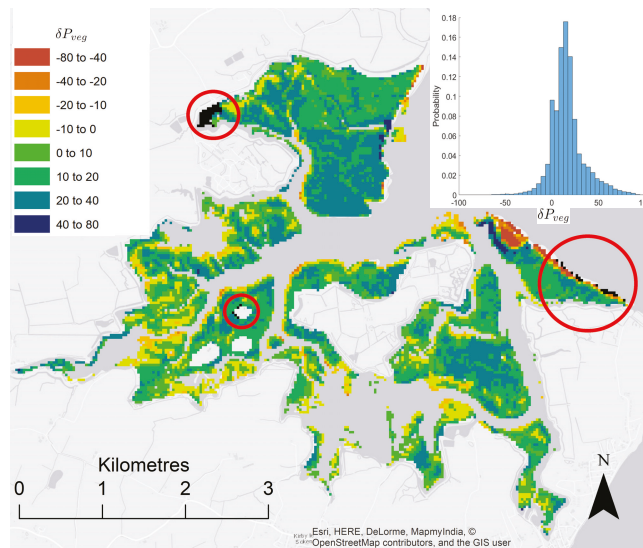 δP_veg
-80 to -40
-40 to -20
-20 to -10
-10 to 0
0 to 10
10 to 20
20 to 40
40 to 80
0.18
0.16
0.14
0.12
0.1
0.08
0.06
0.04
0.02
0
Probability
-100
-50
0
50
100
δP_veg
Kilometres
0 1 2 3
N
Esri, HERE, DeLorme, MapmyIndia, ©
OpenStreetMap contributors, and the GIS user